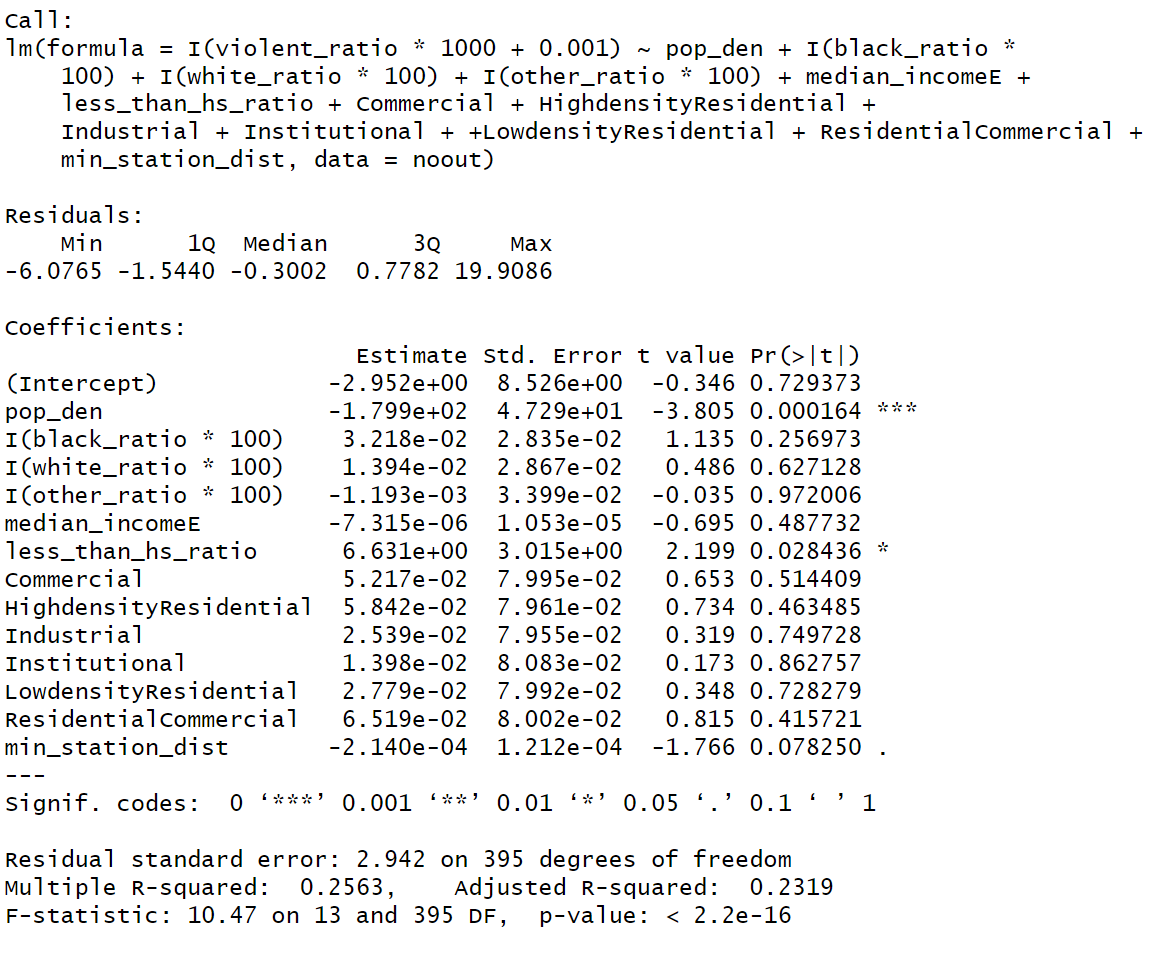 Call:
lm(formula = I(violent_ratio * 1000 + 0.001) ~ pop_den + I(black_ratio *
    100) + I(white_ratio * 100) + I(other_ratio * 100) + median_incomeE +
    less_than_hs_ratio + Commercial + HighdensityResidential +
    Industrial + Institutional + +LowdensityResidential + ResidentialCommercial +
    min_station_dist, data = noout)

Residuals:
    Min      1Q  Median      3Q     Max
-6.0765 -1.5440 -0.3002  0.7782 19.9086

Coefficients:
                         Estimate Std. Error t value Pr(>|t|)
(Intercept)            -2.952e+00  8.526e+00  -0.346 0.729373
pop_den                -1.799e+02  4.729e+01  -3.805 0.000164 ***
I(black_ratio * 100)    3.218e-02  2.835e-02   1.135 0.256973
I(white_ratio * 100)    1.394e-02  2.867e-02   0.486 0.627128
I(other_ratio * 100)   -1.193e-03  3.399e-02  -0.035 0.972006
median_incomeE         -7.315e-06  1.053e-05  -0.695 0.487732
less_than_hs_ratio      6.631e+00  3.015e+00   2.199 0.028436 *
Commercial              5.217e-02  7.995e-02   0.653 0.514409
HighdensityResidential  5.842e-02  7.961e-02   0.734 0.463485
Industrial              2.539e-02  7.955e-02   0.319 0.749728
Institutional           1.398e-02  8.083e-02   0.173 0.862757
LowdensityResidential   2.779e-02  7.992e-02   0.348 0.728279
ResidentialCommercial   6.519e-02  8.002e-02   0.815 0.415721
min_station_dist       -2.140e-04  1.212e-04  -1.766 0.078250 .
---
Signif. codes:  0 ‘***’ 0.001 ‘**’ 0.01 ‘*’ 0.05 ‘.’ 0.1 ‘ ’ 1

Residual standard error: 2.942 on 395 degrees of freedom
Multiple R-squared:  0.2563,    Adjusted R-squared:  0.2319
F-statistic: 10.47 on 13 and 395 DF,  p-value: < 2.2e-16